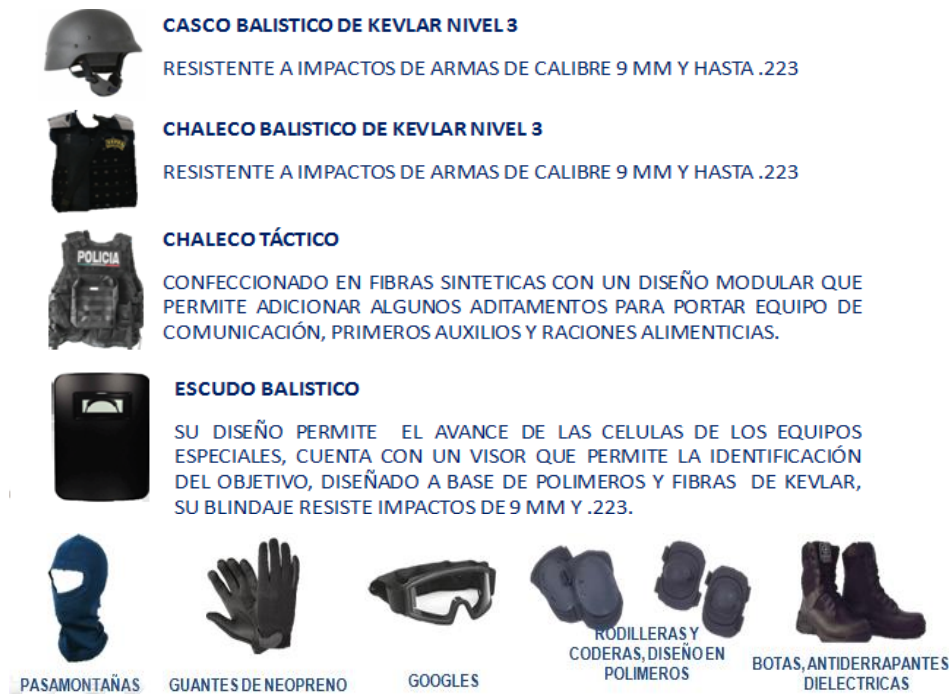 CASCO BALISTICO DE KEVLAR NIVEL 3
RESISTENTE A IMPACTOS DE ARMAS DE CALIBRE 9 MM Y HASTA .223
CHALECO BALISTICO DE KEVLAR NIVEL 3
RESISTENTE A IMPACTOS DE ARMAS DE CALIBRE 9 MM Y HASTA .223
CHALECO TÁCTICO
POLICIA
CONFECCIONADO EN FIBRAS SINTETICAS CON UN DISEÑO MODULAR QUE
PERMITE ADICIONAR ALGUNOS ADITAMENTOS PARA PORTAR EQUIPO DE
COMUNICACIÓN, PRIMEROS AUXILIOS Y RACIONES ALIMENTICIAS.
ESCUDO BALISTICO
SU DISEÑO PERMITE EL AVANCE DE LAS CELULAS DE LOS EQUIPOS
ESPECIALES, CUENTA CON UN VISOR QUE PERMITE LA IDENTIFICACIÓN
DEL OBJETIVO, DISEÑADO A BASE DE POLIMEROS Y FIBRAS DE KEVLAR,
SU BLINDAJE RESISTE IMPACTOS DE 9 MM Y .223.
PASAMONTAÑAS
GUANTES DE NEOPRENO
GOOGLES
RODILLERAS Y
CODERAS, DISEÑO EN
POLIMEROS
BOTAS, ANTIDERRAPANTES
DIELECTRICAS